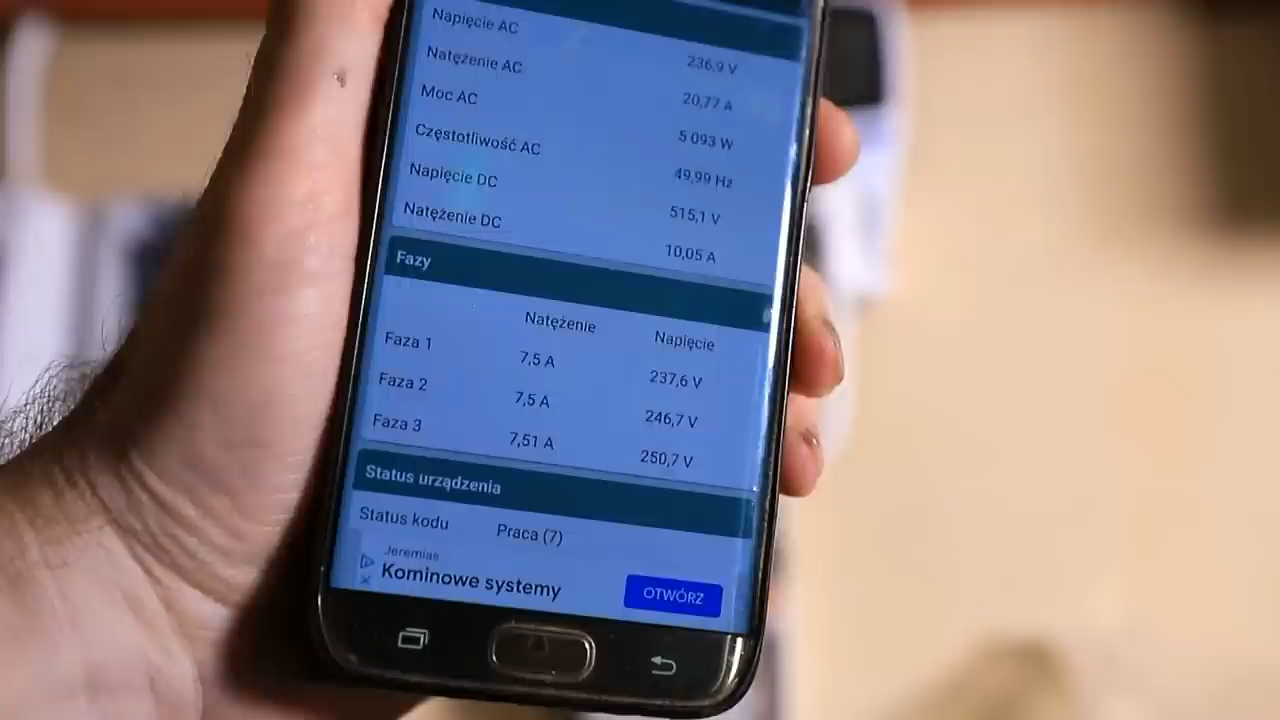 Napięcie AC 236,9 V
Natężenie AC 20,77 A
Moc AC 5 093 W
Częstotliwość AC 49,99 Hz
Napięcie DC 515,1 V
Natężenie DC 10,05 A
Fazy
Natężenie Napięcie
Faza 1 7,5 A 237,6 V
Faza 2 7,5 A 246,7 V
Faza 3 7,51 A 250,7 V
Status urządzenia
Status kodu Praca (7)
Jeremias
Kominowe systemy
OTWÓRZ